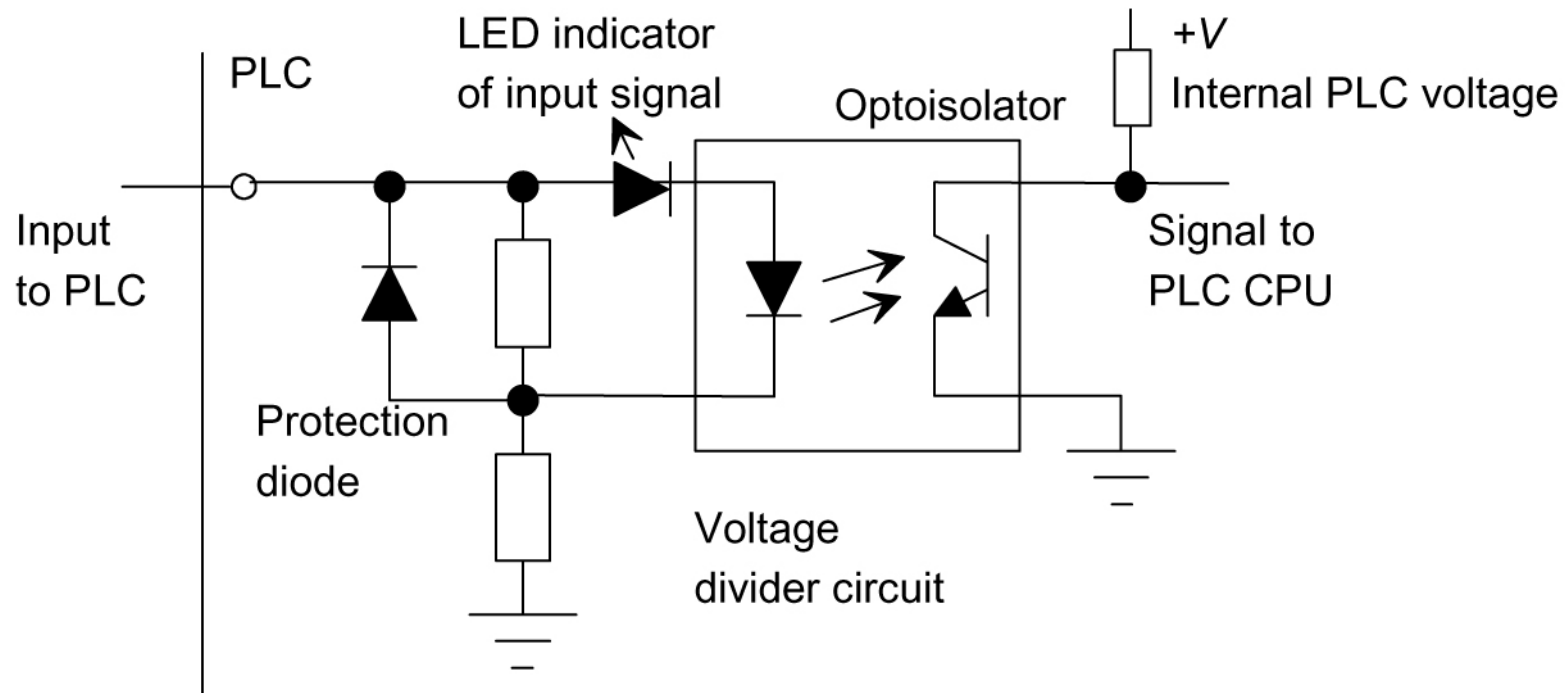 PLC
LED indicator
of input signal
Optoisolator
+V
Internal PLC voltage
Input
to PLC
Signal to
PLC CPU
Protection
diode
Voltage
divider circuit